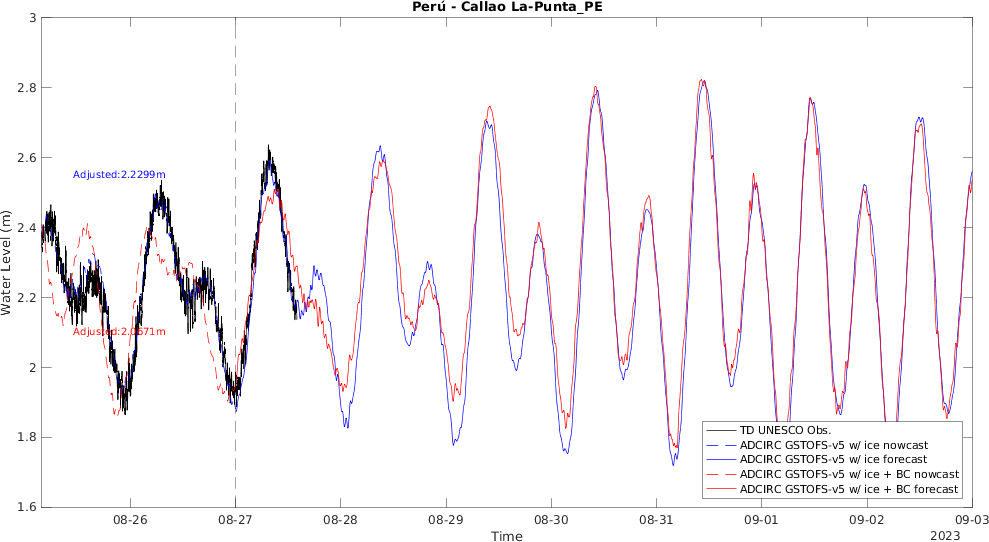 Perú - Callao La-Punta_PE
3
2.8
2.6
2.4
2.2
2
1.8
1.6
Water Level (m)
Adjusted:2.2299m
Adjusted:2.0671m
TD UNESCO Obs.
ADCIRC GSTOFS-v5 w/ ice nowcast
ADCIRC GSTOFS-v5 w/ ice forecast
ADCIRC GSTOFS-v5 w/ ice + BC nowcast
ADCIRC GSTOFS-v5 w/ ice + BC forecast
08-26 08-27 08-28 08-29 08-30 08-31 09-01 09-02 09-03
Time
2023